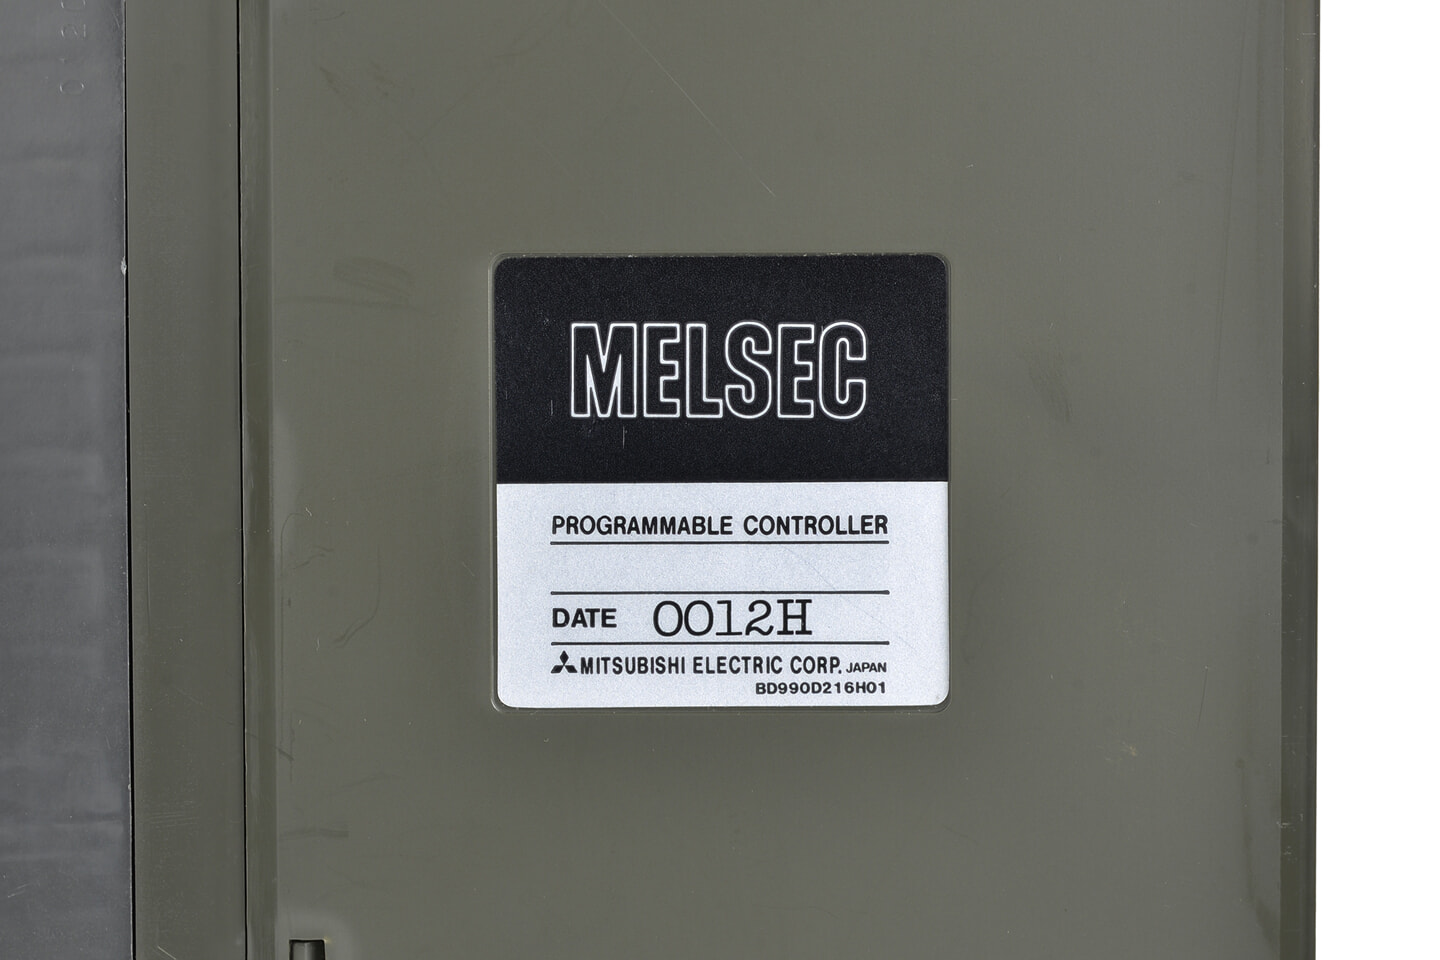 MELSEC
PROGRAMMABLE CONTROLLER
DATE 0012H
MITSUBISHI ELECTRIC CORP. JAPAN
BD990D216H01